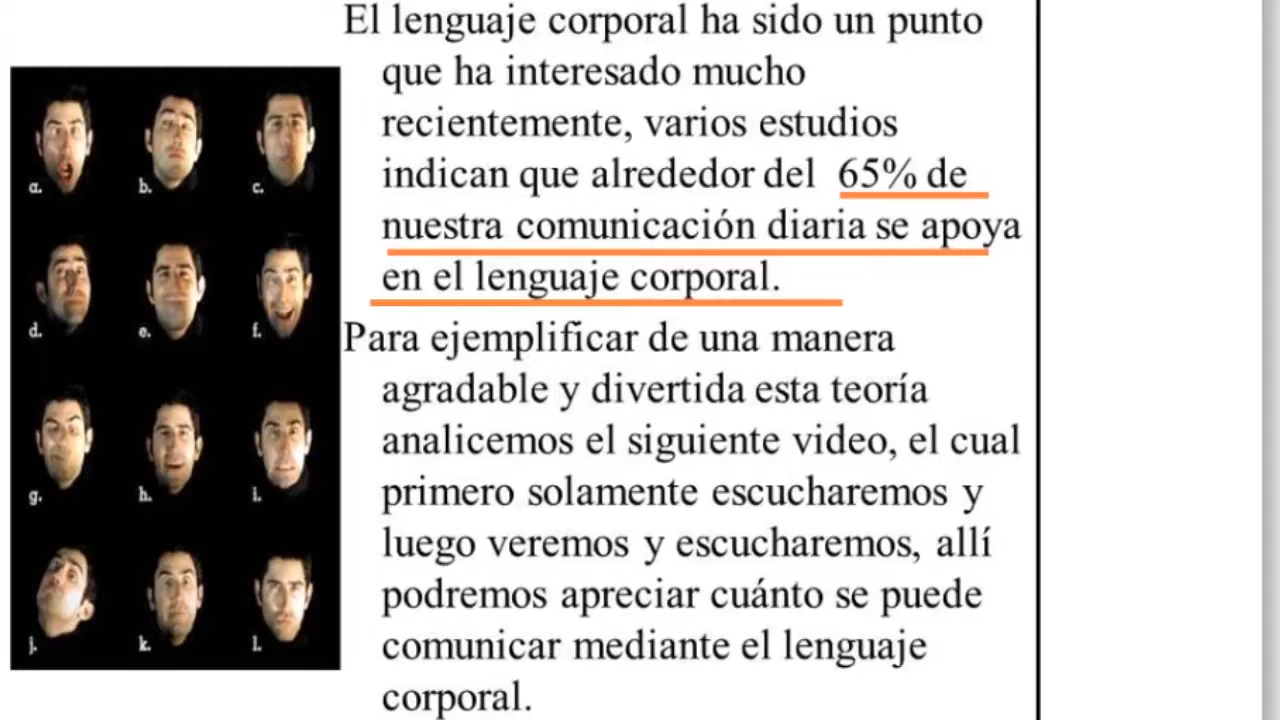 El lenguaje corporal ha sido un punto
que ha interesado mucho
recientemente, varios estudios
indican que alrededor del 65% de
nuestra comunicación diaria se apoya
en el lenguaje corporal.
Para ejemplificar de una manera
agradable y divertida esta teoría
analicemos el siguiente video, el cual
primero solamente escucharemos y
luego veremos y escucharemos, allí
podremos apreciar cuánto se puede
comunicar mediante el lenguaje
corporal.
a. b. c.
d. e. f.
g. h. i.
j. k. l.